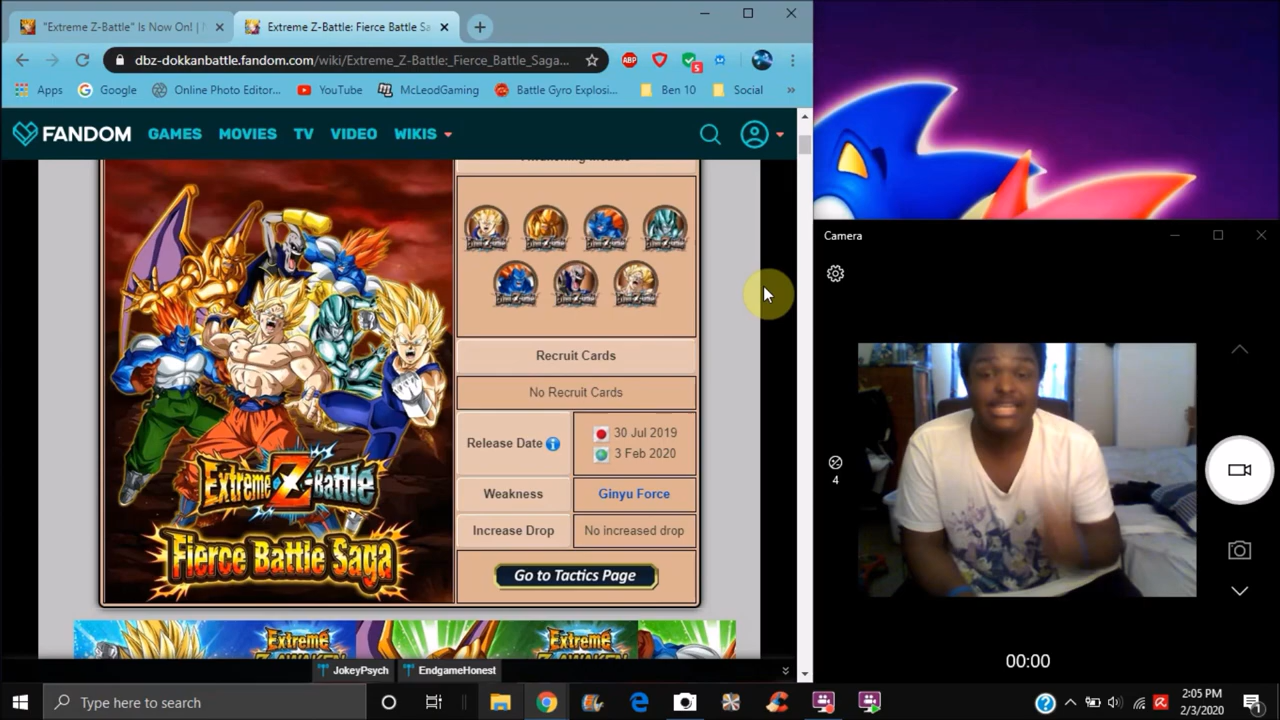 "Extreme Z-Battle" Is Now On! |
Extreme Z-Battle: Fierce Battle Sa
dbz-dokkanbattle.fandom.com/wiki/Extreme_Z-Battle:_Fierce_Battle_Saga...
5
Apps
Google
Online Photo Editor...
YouTube
McLeodGaming
Battle Gyro Explosi...
Ben 10
Social
»
FANDOM
GAMES
MOVIES
TV
VIDEO
WIKIS
Recruit Cards
No Recruit Cards
Release Date
30 Jul 2019
3 Feb 2020
Weakness
Ginyu Force
Increase Drop
No increased drop
Go to Tactics Page
Extreme Z-Battle
Fierce Battle Saga
Extreme
Extreme
JokeyPsych
EndgameHonest
Camera
4
00:00
Type here to search
2:05 PM
2/3/2020
1